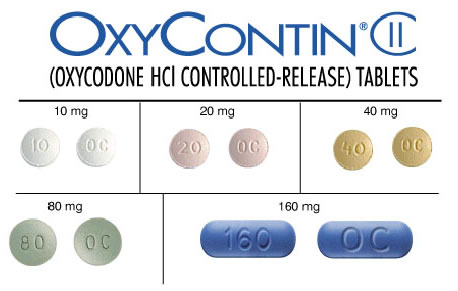 OXYCONTIN® CII
(OXYCODONE HCl CONTROLLED-RELEASE) TABLETS
10 mg 20 mg 40 mg
10 OC 20 OC 40 OC
80 mg 160 mg
80 OC 160 OC